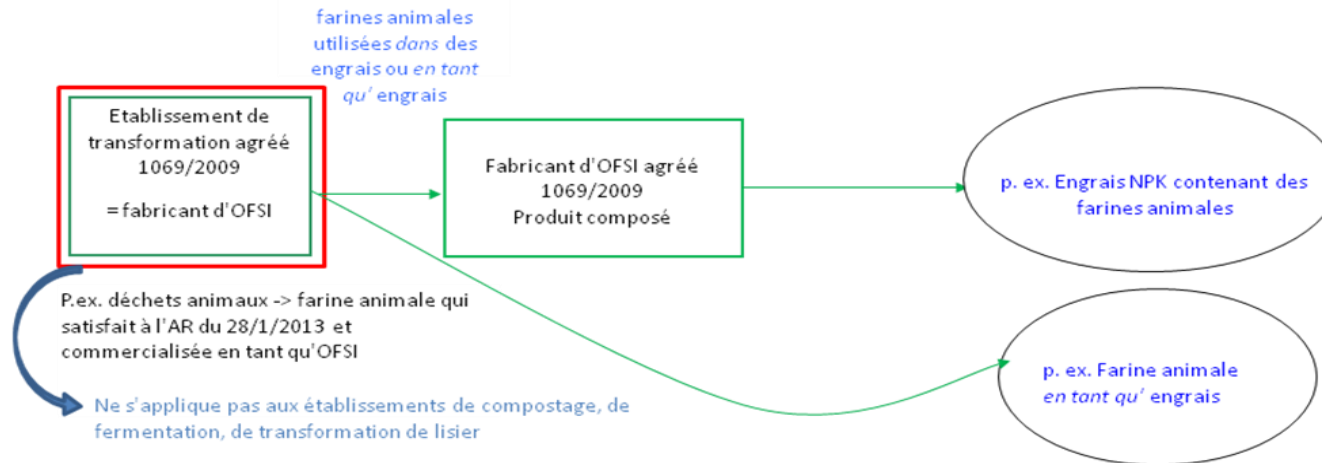 farines animales
utilisées dans des
engrais ou en tant
qu' engrais
Etablissement de
transformation agréé
1069/2009
= fabricant d'OFSI
Fabricant d'OFSI agréé
1069/2009
Produit composé
p. ex. Engrais NPK contenant des
farines animales
P.ex. déchets animaux -> farine animale qui
satisfait à l'AR du 28/1/2013 et
commercialisée en tant qu'OFSI
p. ex. Farine animale
en tant qu' engrais
Ne s'applique pas aux établissements de compostage, de
fermentation, de transformation de lisier